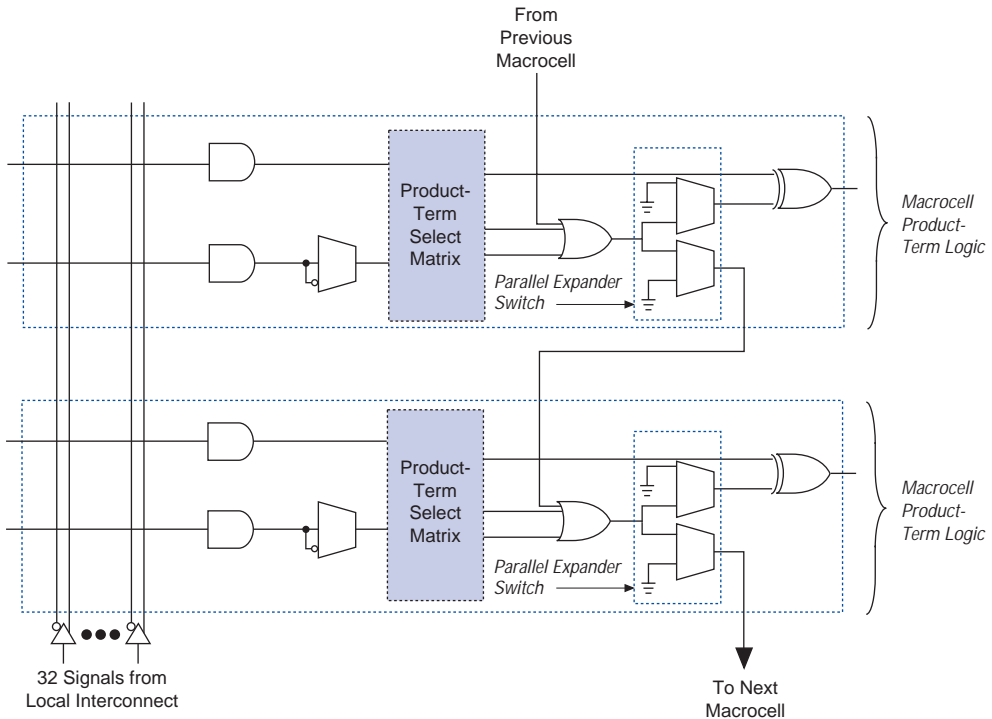 From
Previous
Macrocell
Product-
Term
Select
Matrix
Parallel Expander
Switch
Macrocell
Product-
Term Logic
Product-
Term
Select
Matrix
Parallel Expander
Switch
Macrocell
Product-
Term Logic
32 Signals from
Local Interconnect
To Next
Macrocell